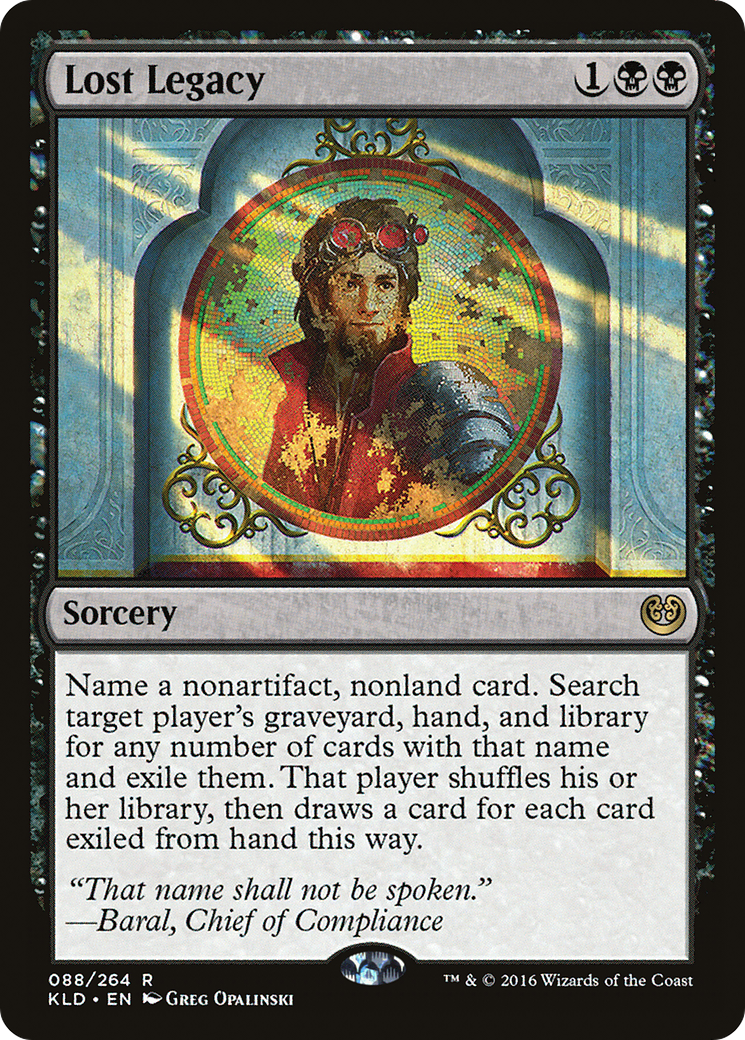 Lost Legacy 1
Sorcery
Name a nonartifact, nonland card. Search
target player's graveyard, hand, and library
for any number of cards with that name
and exile them. That player shuffles his or
her library, then draws a card for each card
exiled from hand this way.
“That name shall not be spoken.”
—Baral, Chief of Compliance
088/264 R
™ & © 2016 Wizards of the Coast
KLD • EN Greg Opalinski